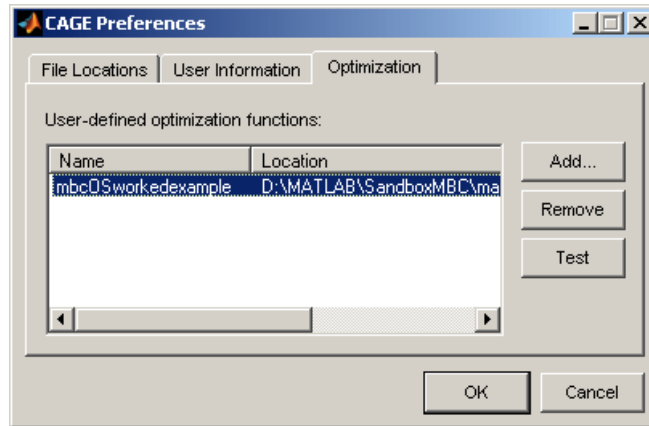 CAGE Preferences
File Locations User Information Optimization
User-defined optimization functions:
Name Location
mbcOSworkedexample D:\MATLAB\SandboxMBC\ma
Add...
Remove
Test
OK Cancel